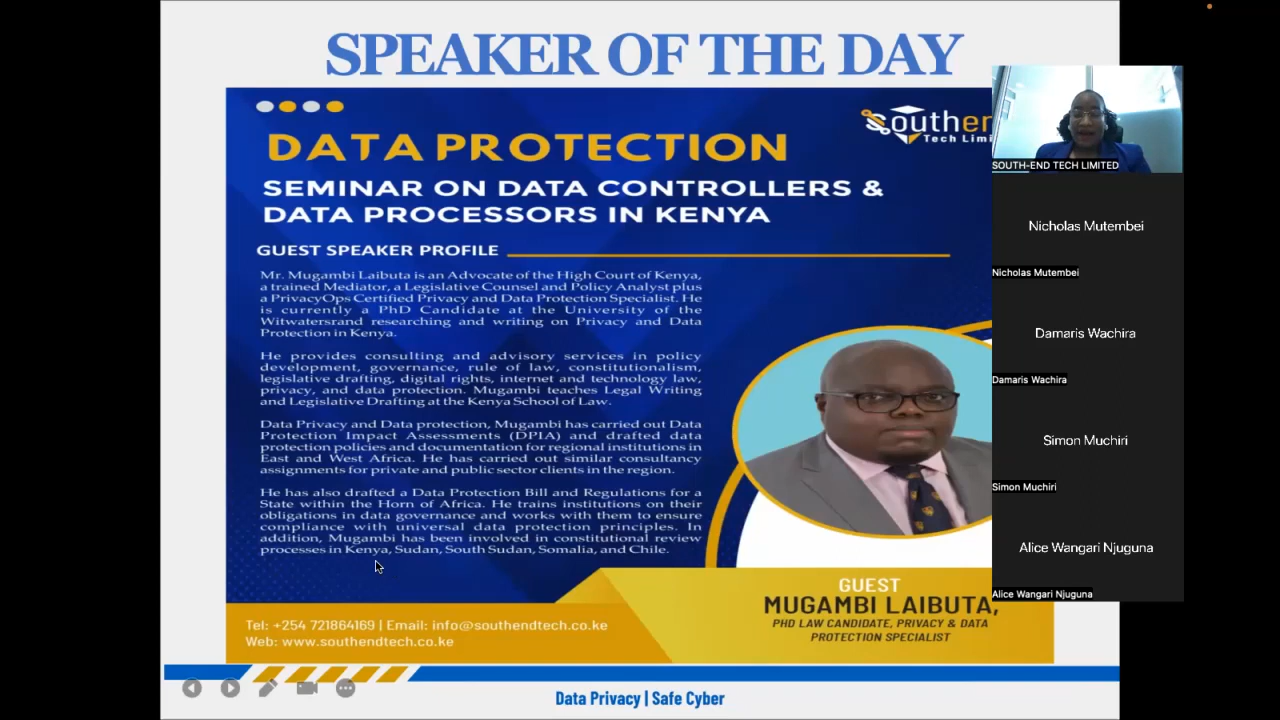 SPEAKER OF THE DAY
DATA PROTECTION
SEMINAR ON DATA CONTROLLERS &
DATA PROCESSORS IN KENYA
GUEST SPEAKER PROFILE
Mr. Mugambi Laibuta is an Advocate of the High Court of Kenya,
a trained Mediator, a Legislative Counsel and Policy Analyst plus
a PrivacyOps Certified Privacy and Data Protection Specialist. He
is currently a PhD Candidate at the University of the
Witwatersrand researching and writing on Privacy and Data
Protection in Kenya.
He provides consulting and advisory services in policy
development, governance, rule of law, constitutionalism,
legislative drafting, digital rights, internet and technology law,
privacy, and data protection. Mugambi teaches Legal Writing
and Legislative Drafting at the Kenya School of Law.
Data Privacy and Data protection, Mugambi has carried out Data
Protection Impact Assessments (DPIA) and drafted data
protection policies and documentation for regional institutions in
East and West Africa. He has carried out similar consultancy
assignments for private and public sector clients in the region.
He has also drafted a Data Protection Bill and Regulations for a
State within the Horn of Africa. He trains institutions on their
obligations in data governance and works with them to ensure
compliance with universal data protection principles. In
addition, Mugambi has been involved in constitutional review
processes in Kenya, Sudan, South Sudan, Somalia, and Chile.
Southen
Tech Limi
GUEST
MUGAMBI LAIBUTA,
PHD LAW CANDIDATE, PRIVACY & DATA
PROTECTION SPECIALIST
Tel: +254 721864169 | Email: info@southendtech.co.ke
Web: www.southendtech.co.ke
Data Privacy | Safe Cyber
SOUTH-END TECH LIMITED
Nicholas Mutembei
Nicholas Mutembei
Damaris Wachira
Damaris Wachira
Simon Muchiri
Simon Muchiri
Alice Wangari Njuguna
Alice Wangari Njuguna